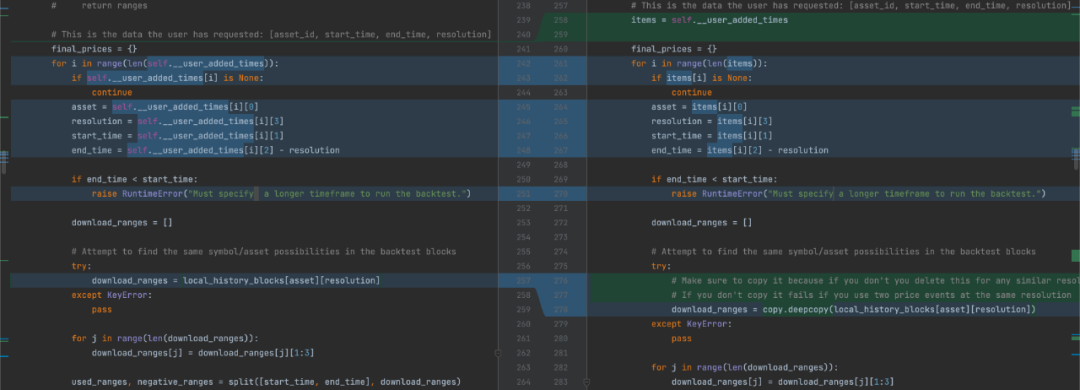 #     return ranges

# This is the data the user has requested: [asset_id, start_time, end_time, resolution]
final_prices = {}
for i in range(len(self.__user_added_times)):
    if self.__user_added_times[i] is None:
        continue
    asset = self.__user_added_times[i][0]
    resolution = self.__user_added_times[i][3]
    start_time = self.__user_added_times[i][1]
    end_time = self.__user_added_times[i][2] - resolution

    if end_time < start_time:
        raise RuntimeError("Must specify  a longer timeframe to run the backtest.")

    download_ranges = []

    # Attempt to find the same symbol/asset possibilities in the backtest blocks
    try:
        download_ranges = local_history_blocks[asset][resolution]
    except KeyError:
        pass

    for j in range(len(download_ranges)):
        download_ranges[j] = download_ranges[j][1:3]

    used_ranges, negative_ranges = split([start_time, end_time], download_ranges)
238 257
239 258
240 259
241 260
242 261
243 262
244 263
245 264
246 265
247 266
248 267
249 268
250 269
251 270
252 271
253 272
254 273
255 274
256 275
257 276
258 277
259 278
260 279
261 280
262 281
263 282
264 283
# This is the data the user has requested: [asset_id, start_time, end_time, resolution]
items = self.__user_added_times

final_prices = {}
for i in range(len(items)):
    if items[i] is None:
        continue
    asset = items[i][0]
    resolution = items[i][3]
    start_time = items[i][1]
    end_time = items[i][2] - resolution

    if end_time < start_time:
        raise RuntimeError("Must specify a longer timeframe to run the backtest.")

    download_ranges = []

    # Attempt to find the same symbol/asset possibilities in the backtest blocks
    try:
        # Make sure to copy it because if you don't you delete this for any similar resol
        # If you don't copy it fails if you use two price events at the same resolution
        download_ranges = copy.deepcopy(local_history_blocks[asset][resolution])
    except KeyError:
        pass

    for j in range(len(download_ranges)):
        download_ranges[j] = download_ranges[j][1:3]